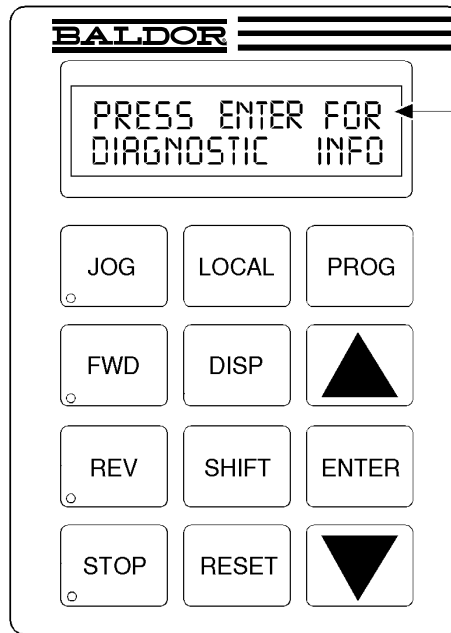 BALDOR
PRESS ENTER FOR
DIAGNOSTIC INFO
JOG LOCAL PROG
FWD DISP
REV SHIFT ENTER
STOP RESET